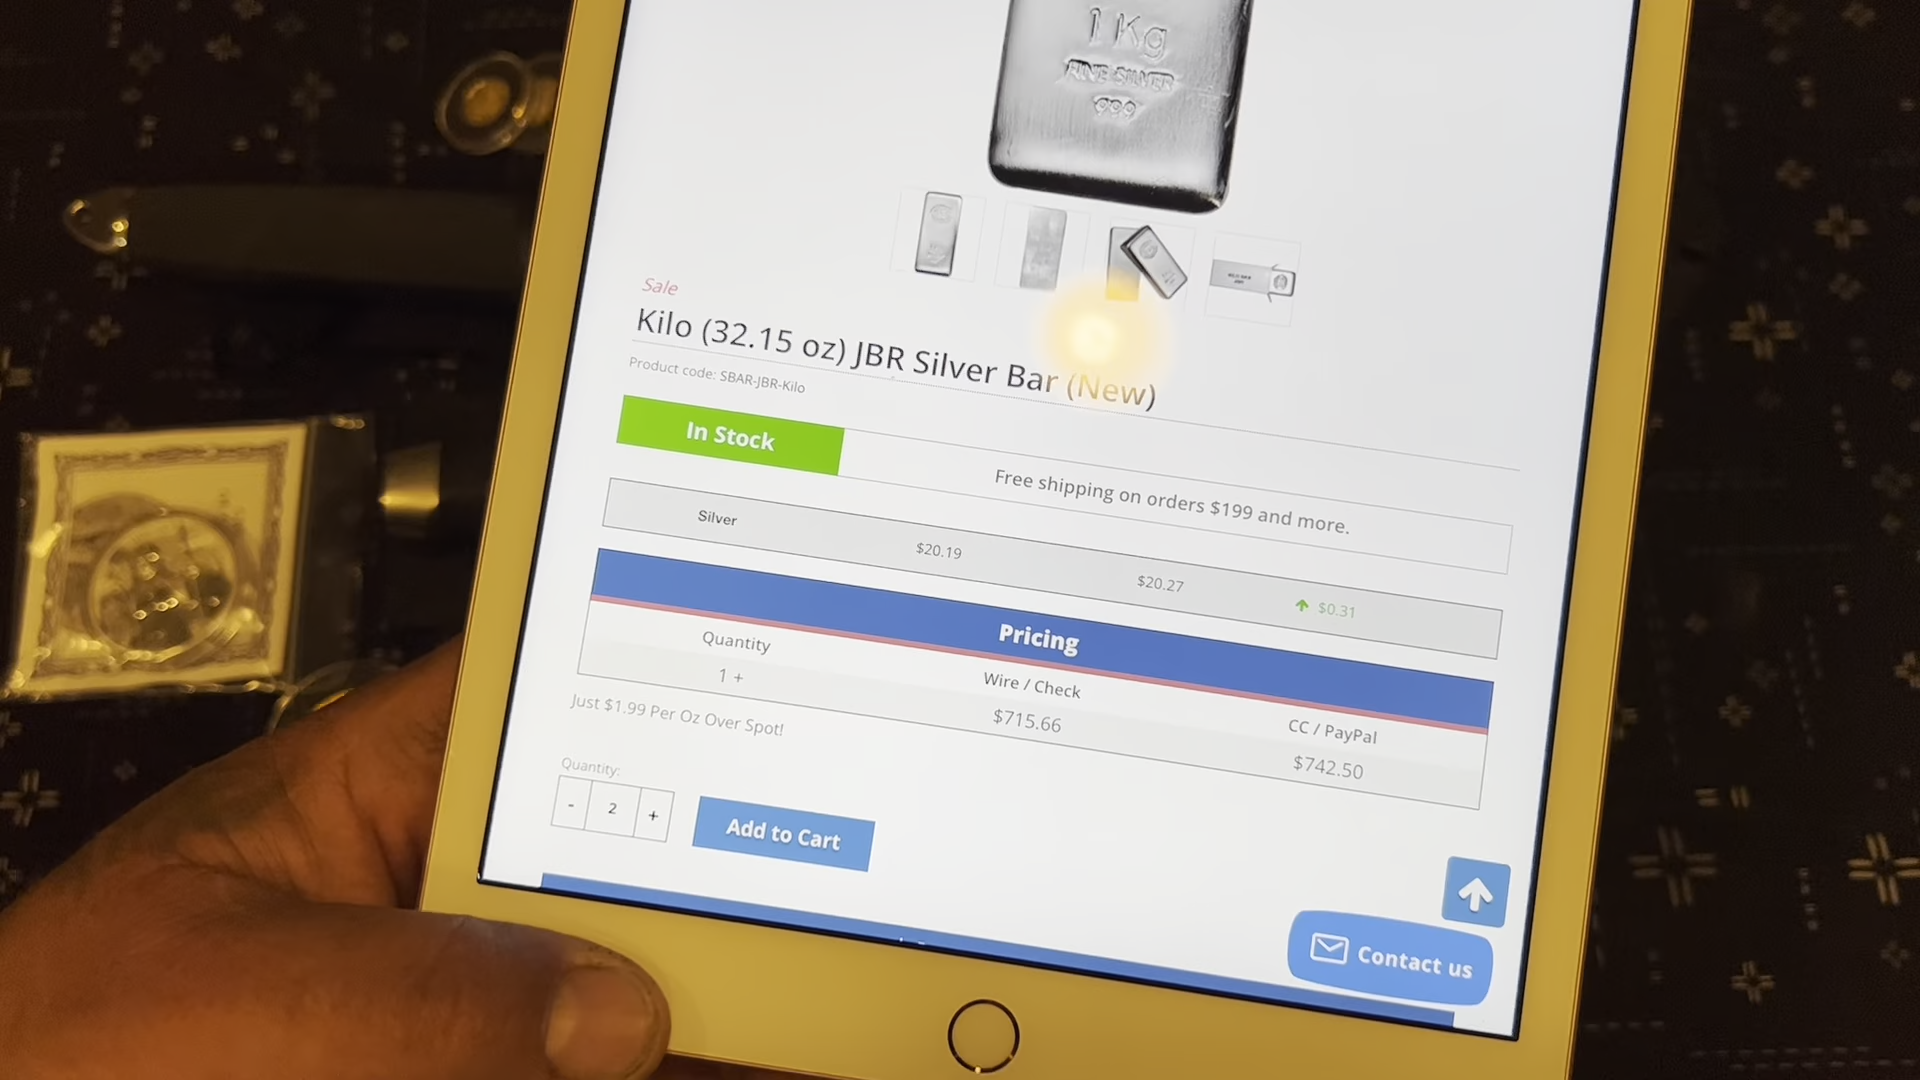 1 Kg
FINE SILVER
999
Sale
Kilo (32.15 oz) JBR Silver Bar (New)
Product code: SBAR-JBR-Kilo
In Stock
Free shipping on orders $199 and more.
Silver $20.19 $20.27 $0.31
Pricing
Quantity Wire / Check CC / PayPal
1 + $715.66 $742.50
Just $1.99 Per Oz Over Spot!
Quantity:
- 2 +
Add to Cart
Contact us